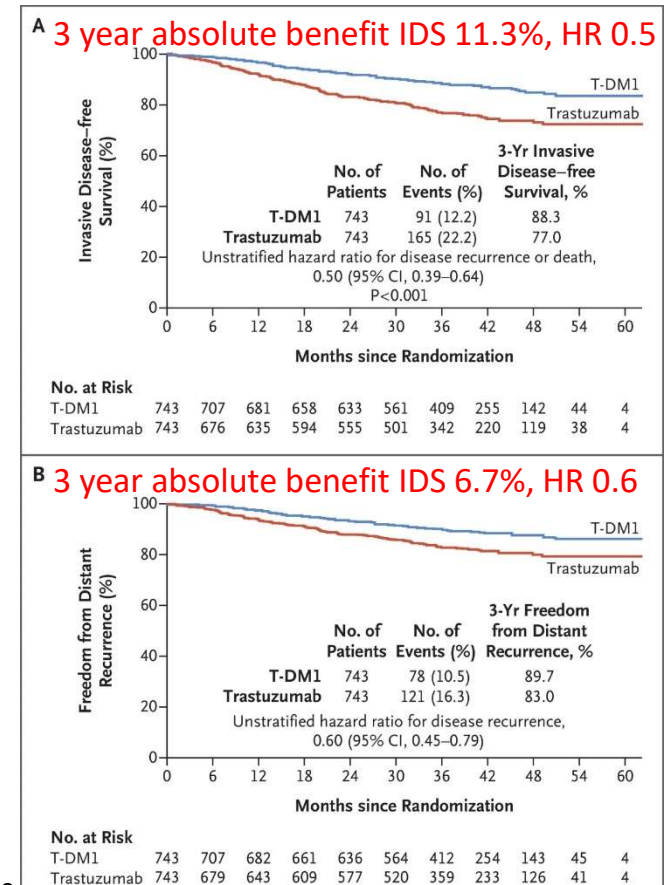 A 3 year absolute benefit IDS 11.3%, HR 0.5
100
80
60
40
20
0
Invasive Disease–free
Survival (%)
T-DM1
Trastuzumab
No. of Patients No. of Events (%) 3-Yr Invasive Disease–free Survival, %
T-DM1 743 91 (12.2) 88.3
Trastuzumab 743 165 (22.2) 77.0
Unstratified hazard ratio for disease recurrence or death,
0.50 (95% CI, 0.39–0.64)
P<0.001
0 6 12 18 24 30 36 42 48 54 60
Months since Randomization
No. at Risk
T-DM1 743 707 681 658 633 561 409 255 142 44 4
Trastuzumab 743 676 635 594 555 501 342 220 119 38 4
B 3 year absolute benefit IDS 6.7%, HR 0.6
100
80
60
40
20
0
Freedom from Distant
Recurrence (%)
T-DM1
Trastuzumab
No. of Patients No. of Events (%) 3-Yr Freedom from Distant Recurrence, %
T-DM1 743 78 (10.5) 89.7
Trastuzumab 743 121 (16.3) 83.0
Unstratified hazard ratio for disease recurrence,
0.60 (95% CI, 0.45–0.79)
0 6 12 18 24 30 36 42 48 54 60
Months since Randomization
No. at Risk
T-DM1 743 707 682 661 636 564 412 254 143 45 4
Trastuzumab 743 679 643 609 577 520 359 233 126 41 4